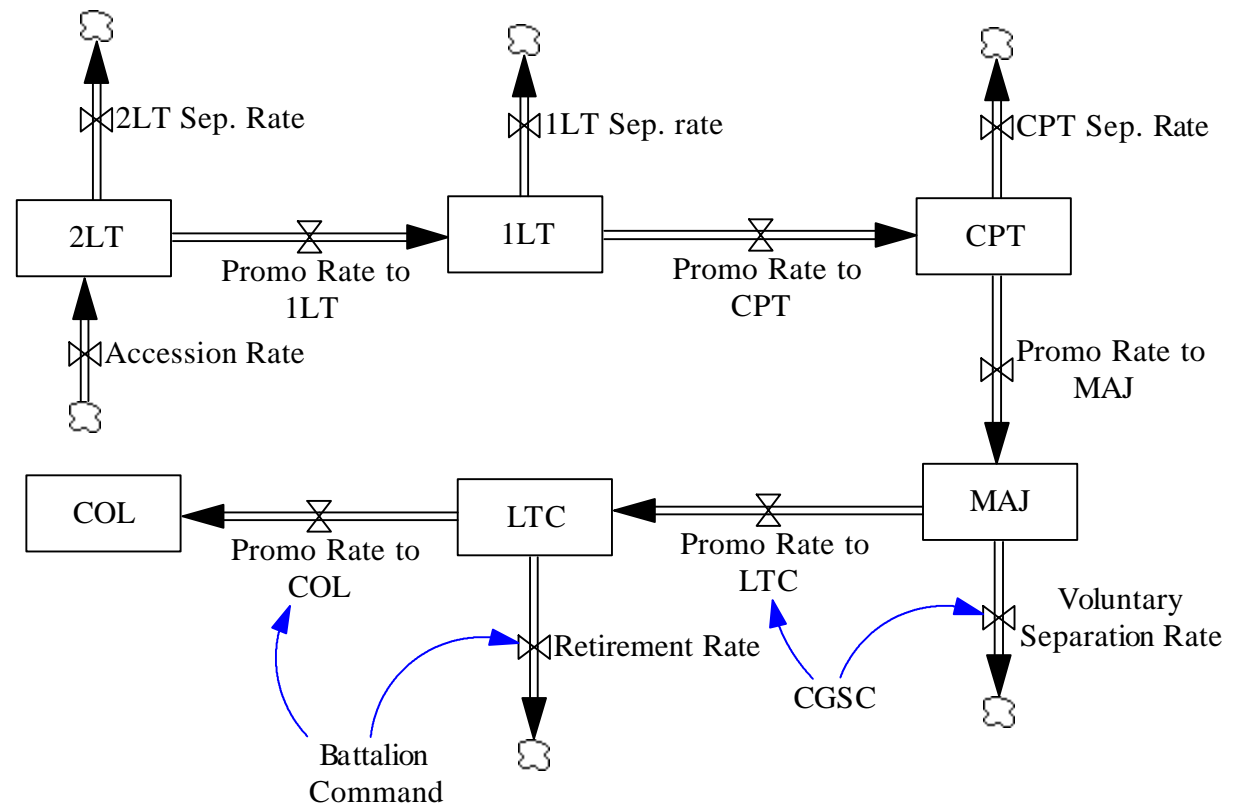 2LT Sep. Rate
1LT Sep. rate
CPT Sep. Rate
2LT
1LT
CPT
Promo Rate to
1LT
Promo Rate to
CPT
Accession Rate
Promo Rate to
MAJ
COL
LTC
MAJ
Promo Rate to
COL
Promo Rate to
LTC
Voluntary
Separation Rate
Retirement Rate
CGSC
Battalion
Command